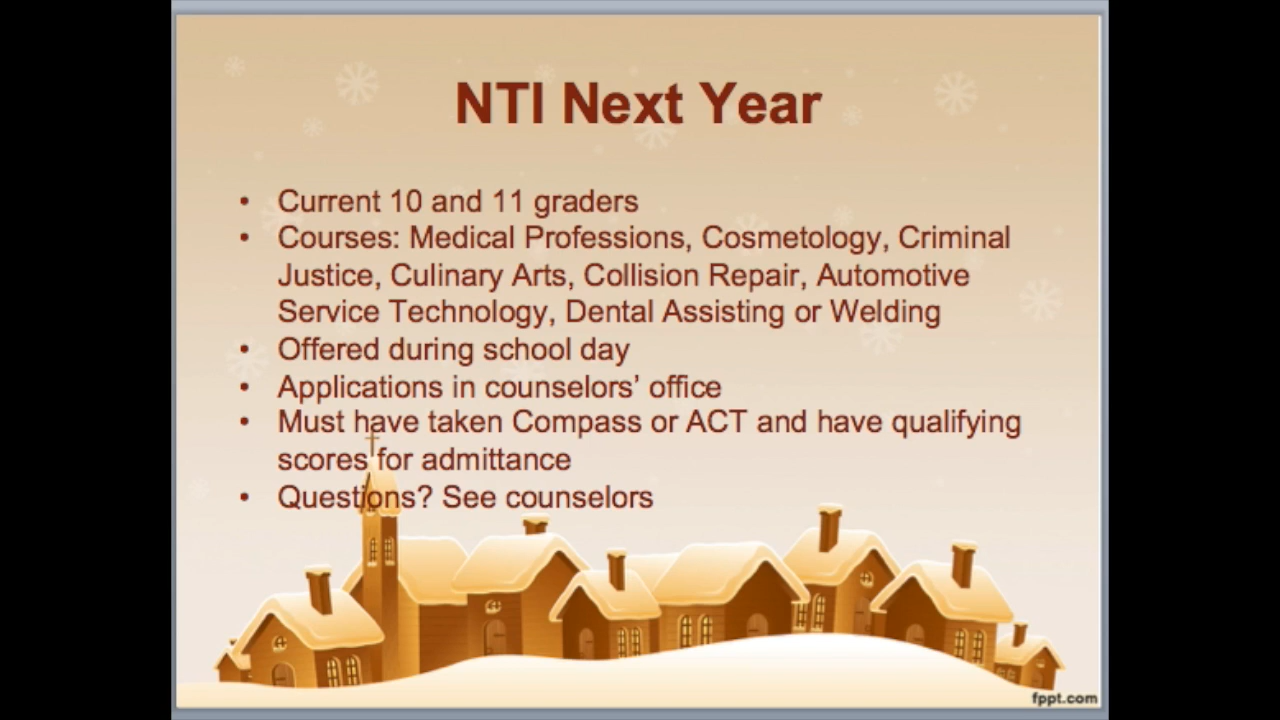 NTI Next Year
• Current 10 and 11 graders
• Courses: Medical Professions, Cosmetology, Criminal
Justice, Culinary Arts, Collision Repair, Automotive
Service Technology, Dental Assisting or Welding
• Offered during school day
• Applications in counselors’ office
• Must have taken Compass or ACT and have qualifying
scores for admittance
• Questions? See counselors
fppt.com